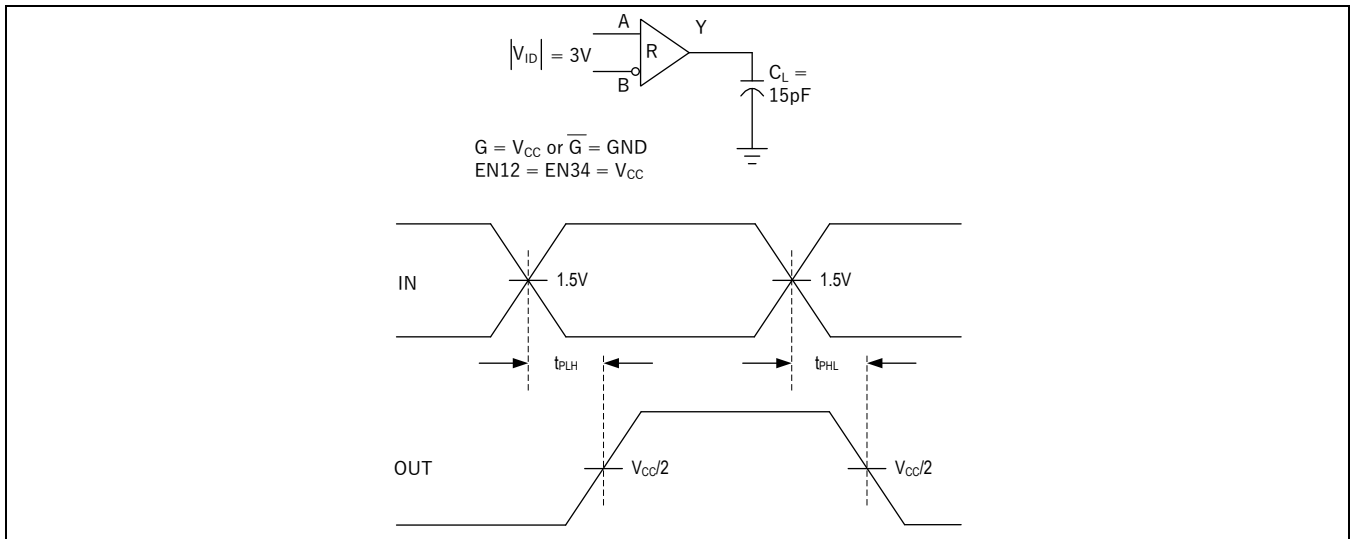 A
Y
|V_ID| = 3V
R
B
C_L =
15pF
G = V_CC or G̅ = GND
EN12 = EN34 = V_CC
IN
1.5V
1.5V
t_PLH
t_PHL
OUT
V_CC/2
V_CC/2